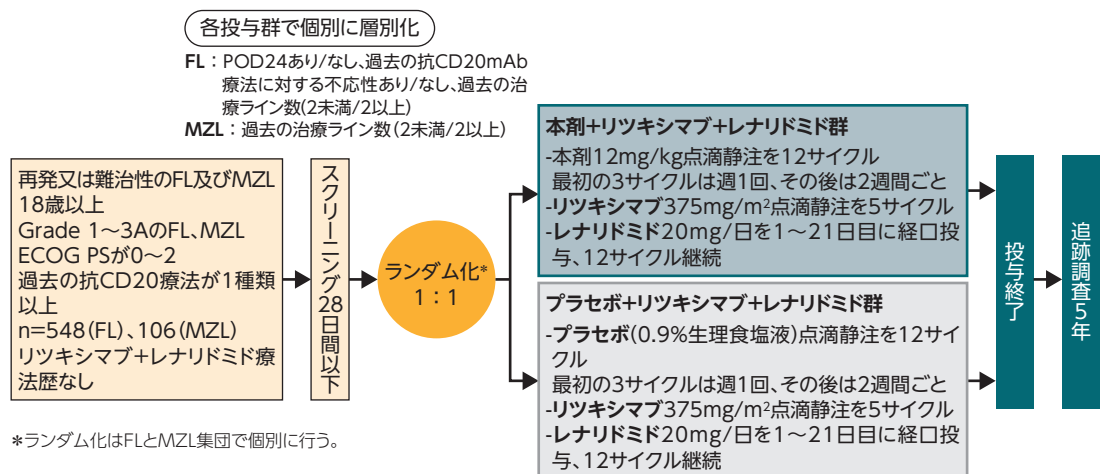 各投与群で個別に層別化
FL：POD24あり/なし、過去の抗CD20mAb
療法に対する不応性あり/なし、過去の治
療ライン数(2未満/2以上)
MZL：過去の治療ライン数(2未満/2以上)
再発又は難治性のFL及びMZL
18歳以上
Grade 1～3AのFL、MZL
ECOG PSが0～2
過去の抗CD20療法が1種類
以上
n=548(FL)、106(MZL)
リツキシマブ+レナリドミド療
法歴なし
スクリーニング28日間以下
ランダム化*
1：1
本剤+リツキシマブ+レナリドミド群
-本剤12mg/kg点滴静注を12サイクル
最初の3サイクルは週1回、その後は2週間ごと
-リツキシマブ375mg/m²点滴静注を5サイクル
-レナリドミド20mg/日を1～21日目に経口投
与、12サイクル継続
プラセボ+リツキシマブ+レナリドミド群
-プラセボ(0.9%生理食塩液)点滴静注を12サイ
クル
最初の3サイクルは週1回、その後は2週間ごと
-リツキシマブ375mg/m²点滴静注を5サイクル
-レナリドミド20mg/日を1～21日目に経口投
与、12サイクル継続
投与終了
追跡調査5年
*ランダム化はFLとMZL集団で個別に行う。